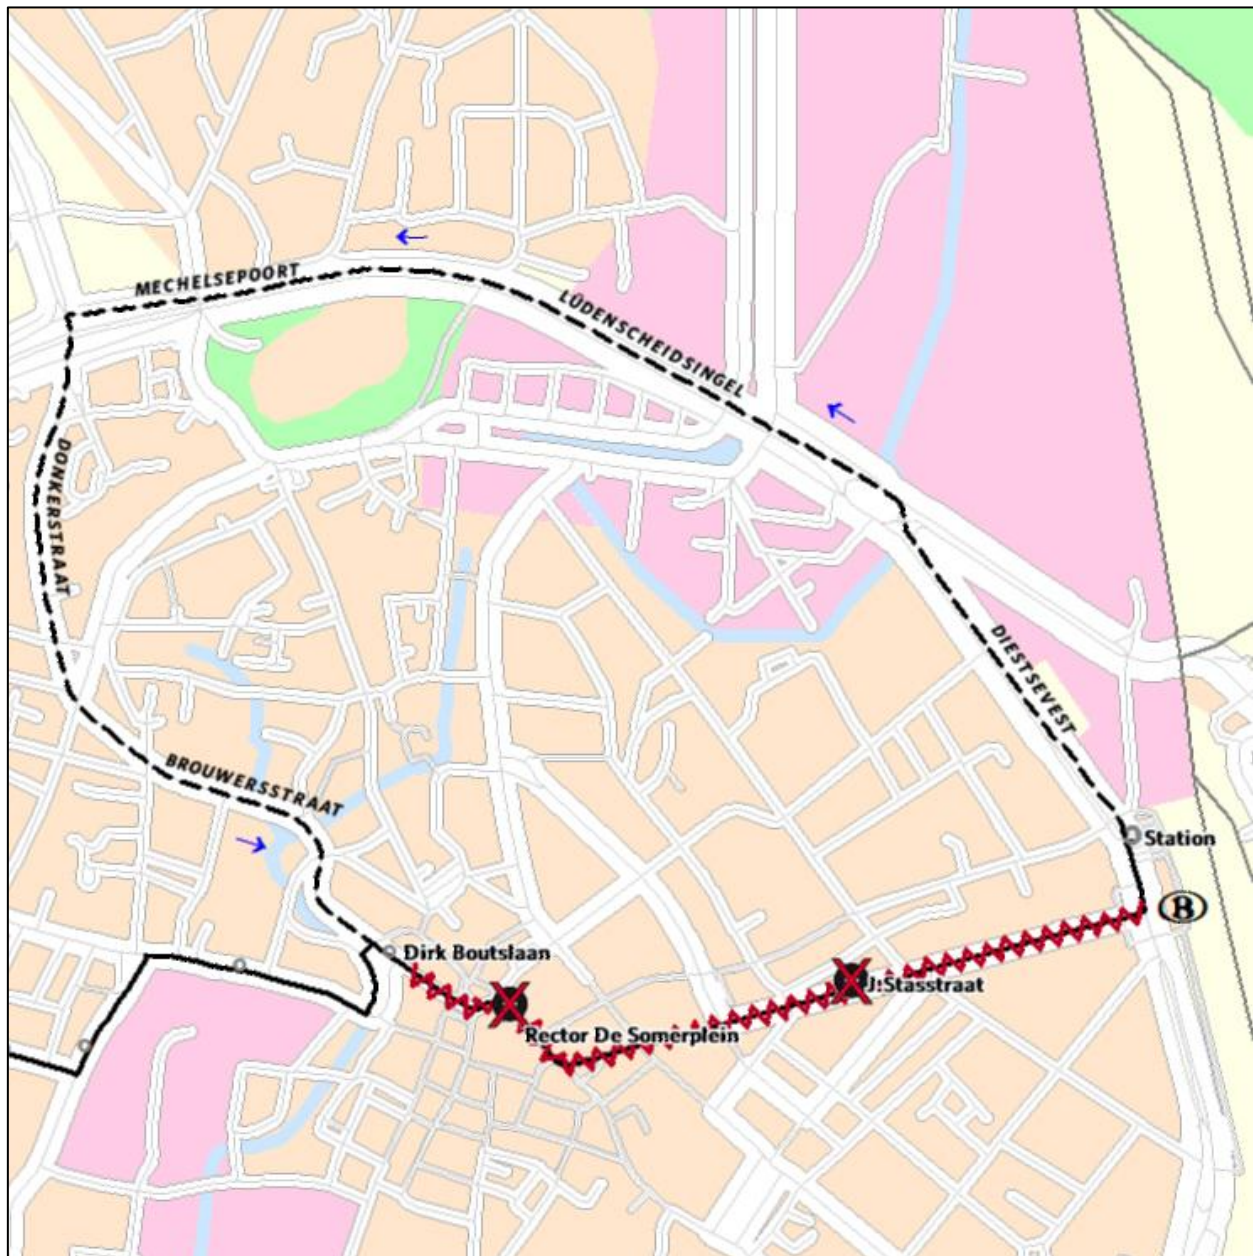 MECHELSEPOORT
LÜDENSCHEIDSINGEL
DONKERSTRAAT
DIESTSEVEST
BROUWERSSTRAAT
Station
B
Dirk Boutslaan
J.Stasstraat
Rector De Somerplein